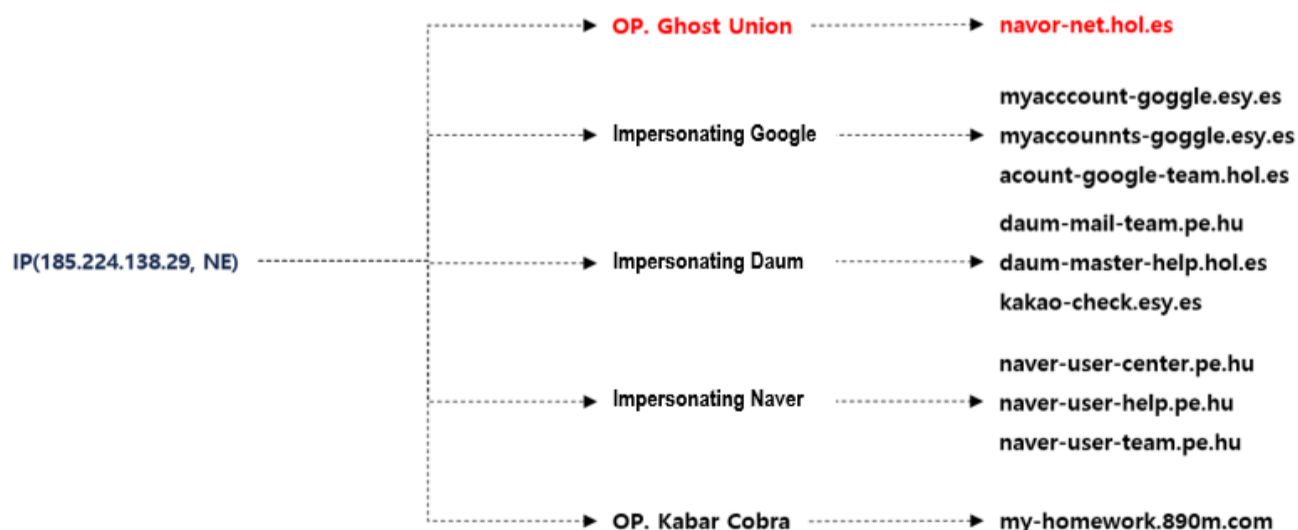 OP. Ghost Union navor-net.hol.es
myacccount-goggle.esy.es
Impersonating Google myaccounnts-goggle.esy.es
acount-google-team.hol.es
daum-mail-team.pe.hu
IP(185.224.138.29, NE) Impersonating Daum daum-master-help.hol.es
kakao-check.esy.es
naver-user-center.pe.hu
Impersonating Naver naver-user-help.pe.hu
naver-user-team.pe.hu
OP. Kabar Cobra my-homework.890m.com